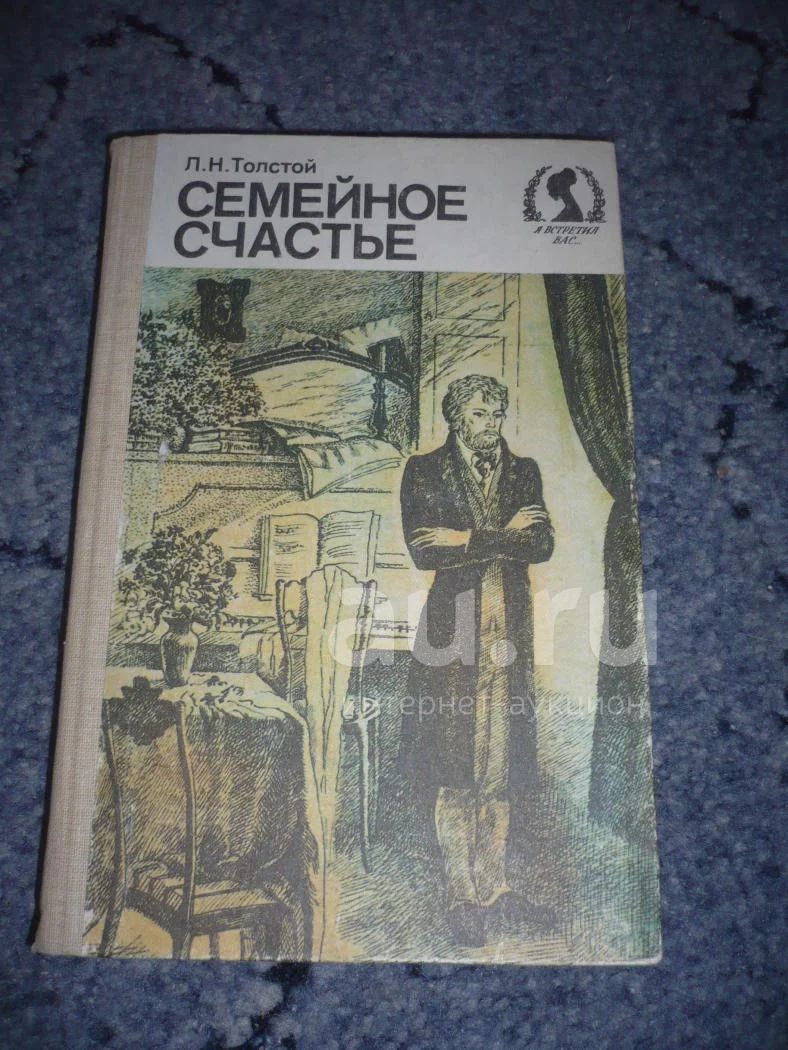 Л.Н.Толстой
СЕМЕЙНОЕ
СЧАСТЬЕ
Я ВСТРЕТИЛ
ВАС...
au.ru
интернет-аукцион